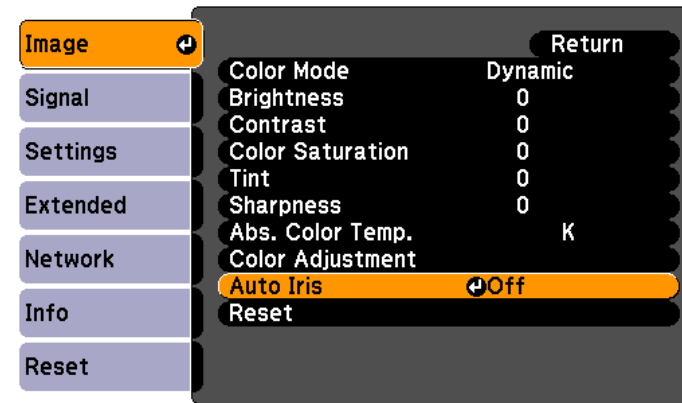 Image
Signal
Settings
Extended
Network
Info
Reset
Return
Color Mode Dynamic
Brightness 0
Contrast 0
Color Saturation 0
Tint 0
Sharpness 0
Abs. Color Temp. K
Color Adjustment
Auto Iris Off
Reset